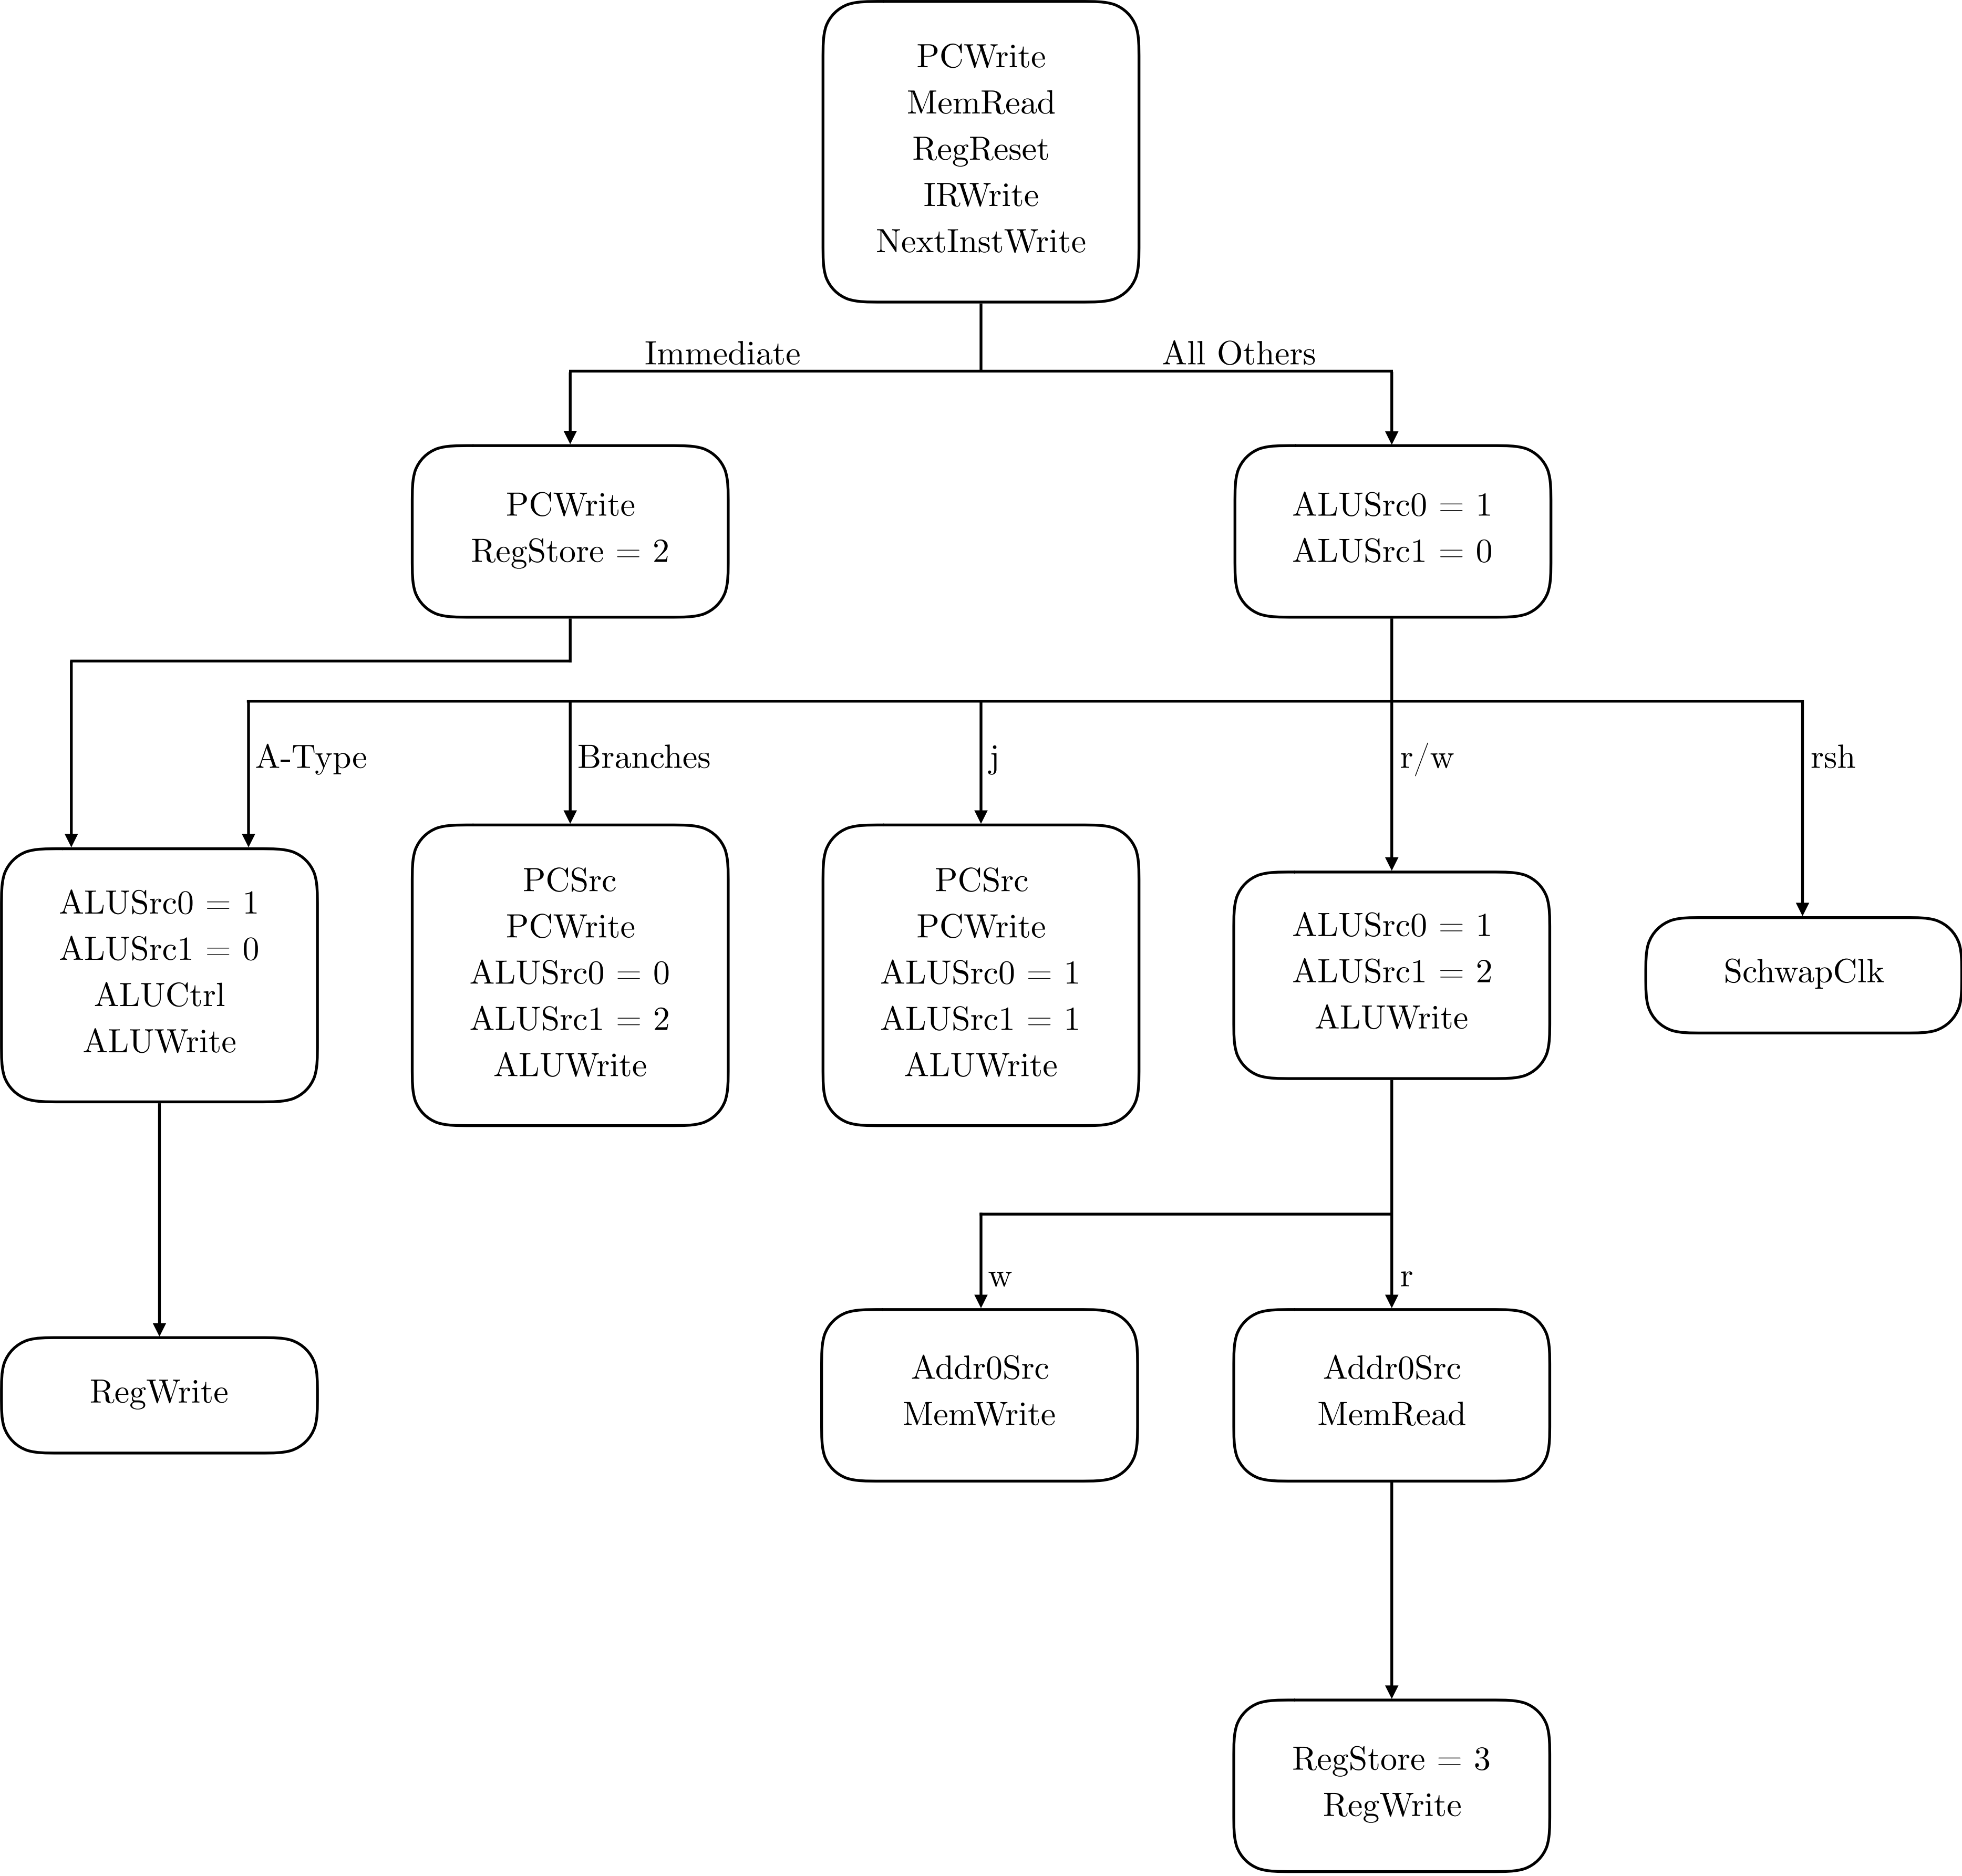 PCWrite
MemRead
RegReset
IRWrite
NextInstWrite
Immediate
All Others
PCWrite
RegStore = 2
ALUSrc0 = 1
ALUSrc1 = 0
A-Type
Branches
j
r/w
rsh
ALUSrc0 = 1
ALUSrc1 = 0
ALUCtrl
ALUWrite
PCSrc
PCWrite
ALUSrc0 = 0
ALUSrc1 = 2
ALUWrite
PCSrc
PCWrite
ALUSrc0 = 1
ALUSrc1 = 1
ALUWrite
ALUSrc0 = 1
ALUSrc1 = 2
ALUWrite
SchwapClk
w
r
RegWrite
Addr0Src
MemWrite
Addr0Src
MemRead
RegStore = 3
RegWrite